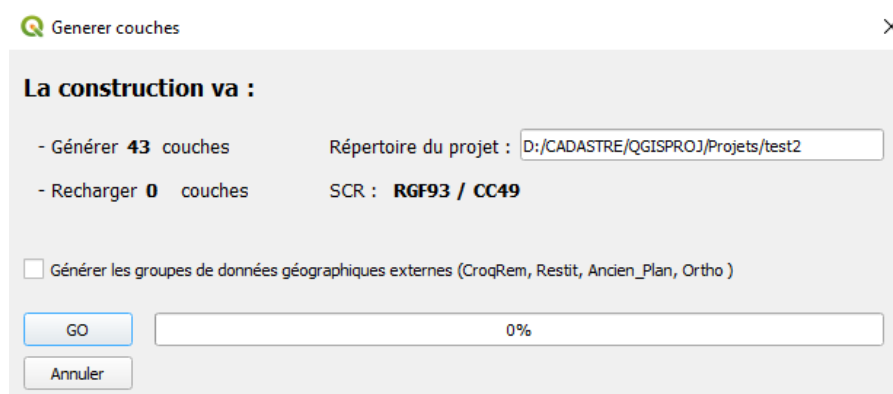 Generer couches
La construction va :
- Générer 43 couches
Répertoire du projet : D:/CADASTRE/QGISPROJ/Projets/test2
- Recharger 0 couches
SCR : RGF93 / CC49
Générer les groupes de données géographiques externes (CroqRem, Restit, Ancien_Plan, Ortho )
GO
0%
Annuler